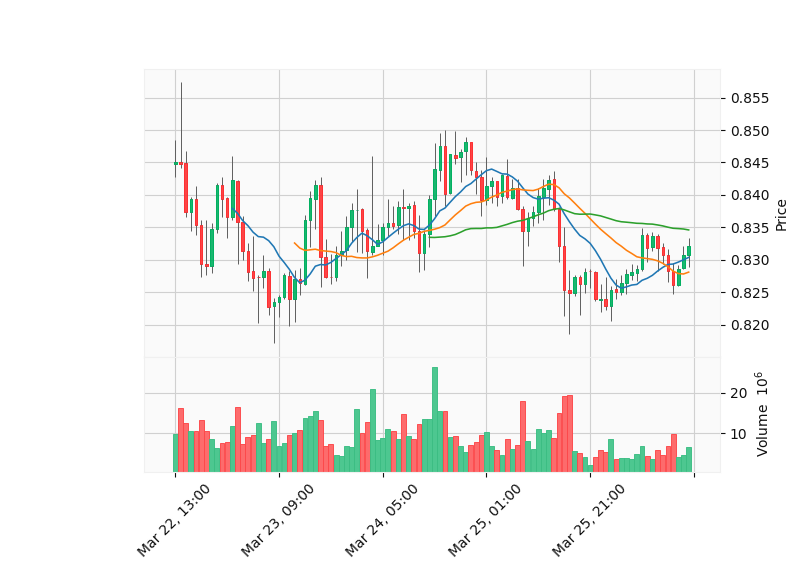 0.855
0.850
0.845
0.840
0.835
0.830
0.825
0.820
Price
20
10
Volume 10⁶
Mar 22, 13:00
Mar 23, 09:00
Mar 24, 05:00
Mar 25, 01:00
Mar 25, 21:00